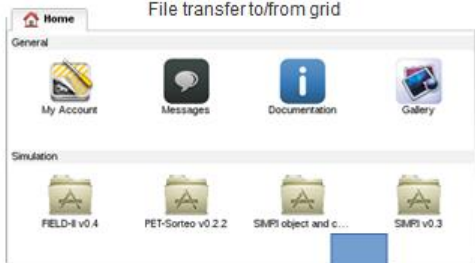 File transfer to/from grid
Home
General
My Account Messages Documentation Gallery
Simulation
FIELD-II v0.4 PET-Sorteo v0.2.2 SIMRI object and c... SIMRI v0.3